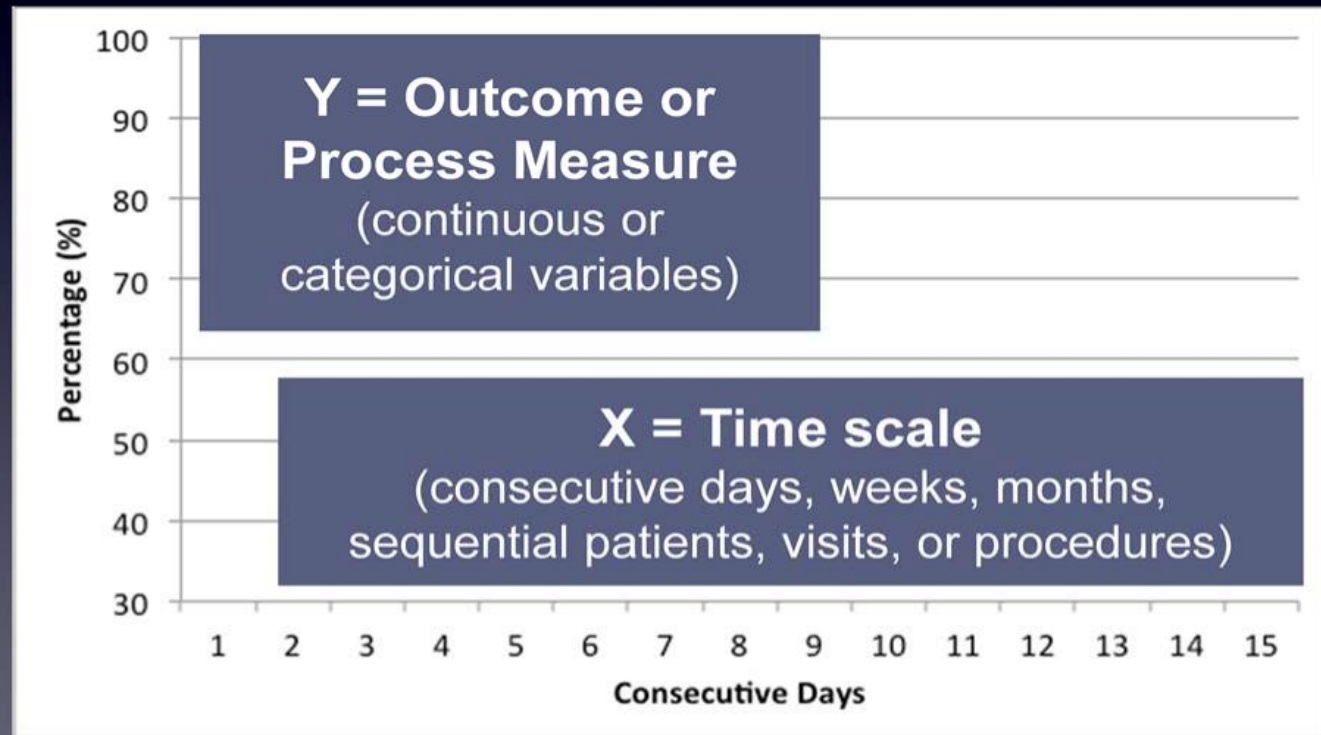 100
90
80
70
60
50
40
30
Percentage (%)
Y = Outcome or
Process Measure
(continuous or
categorical variables)
X = Time scale
(consecutive days, weeks, months,
sequential patients, visits, or procedures)
1 2 3 4 5 6 7 8 9 10 11 12 13 14 15
Consecutive Days